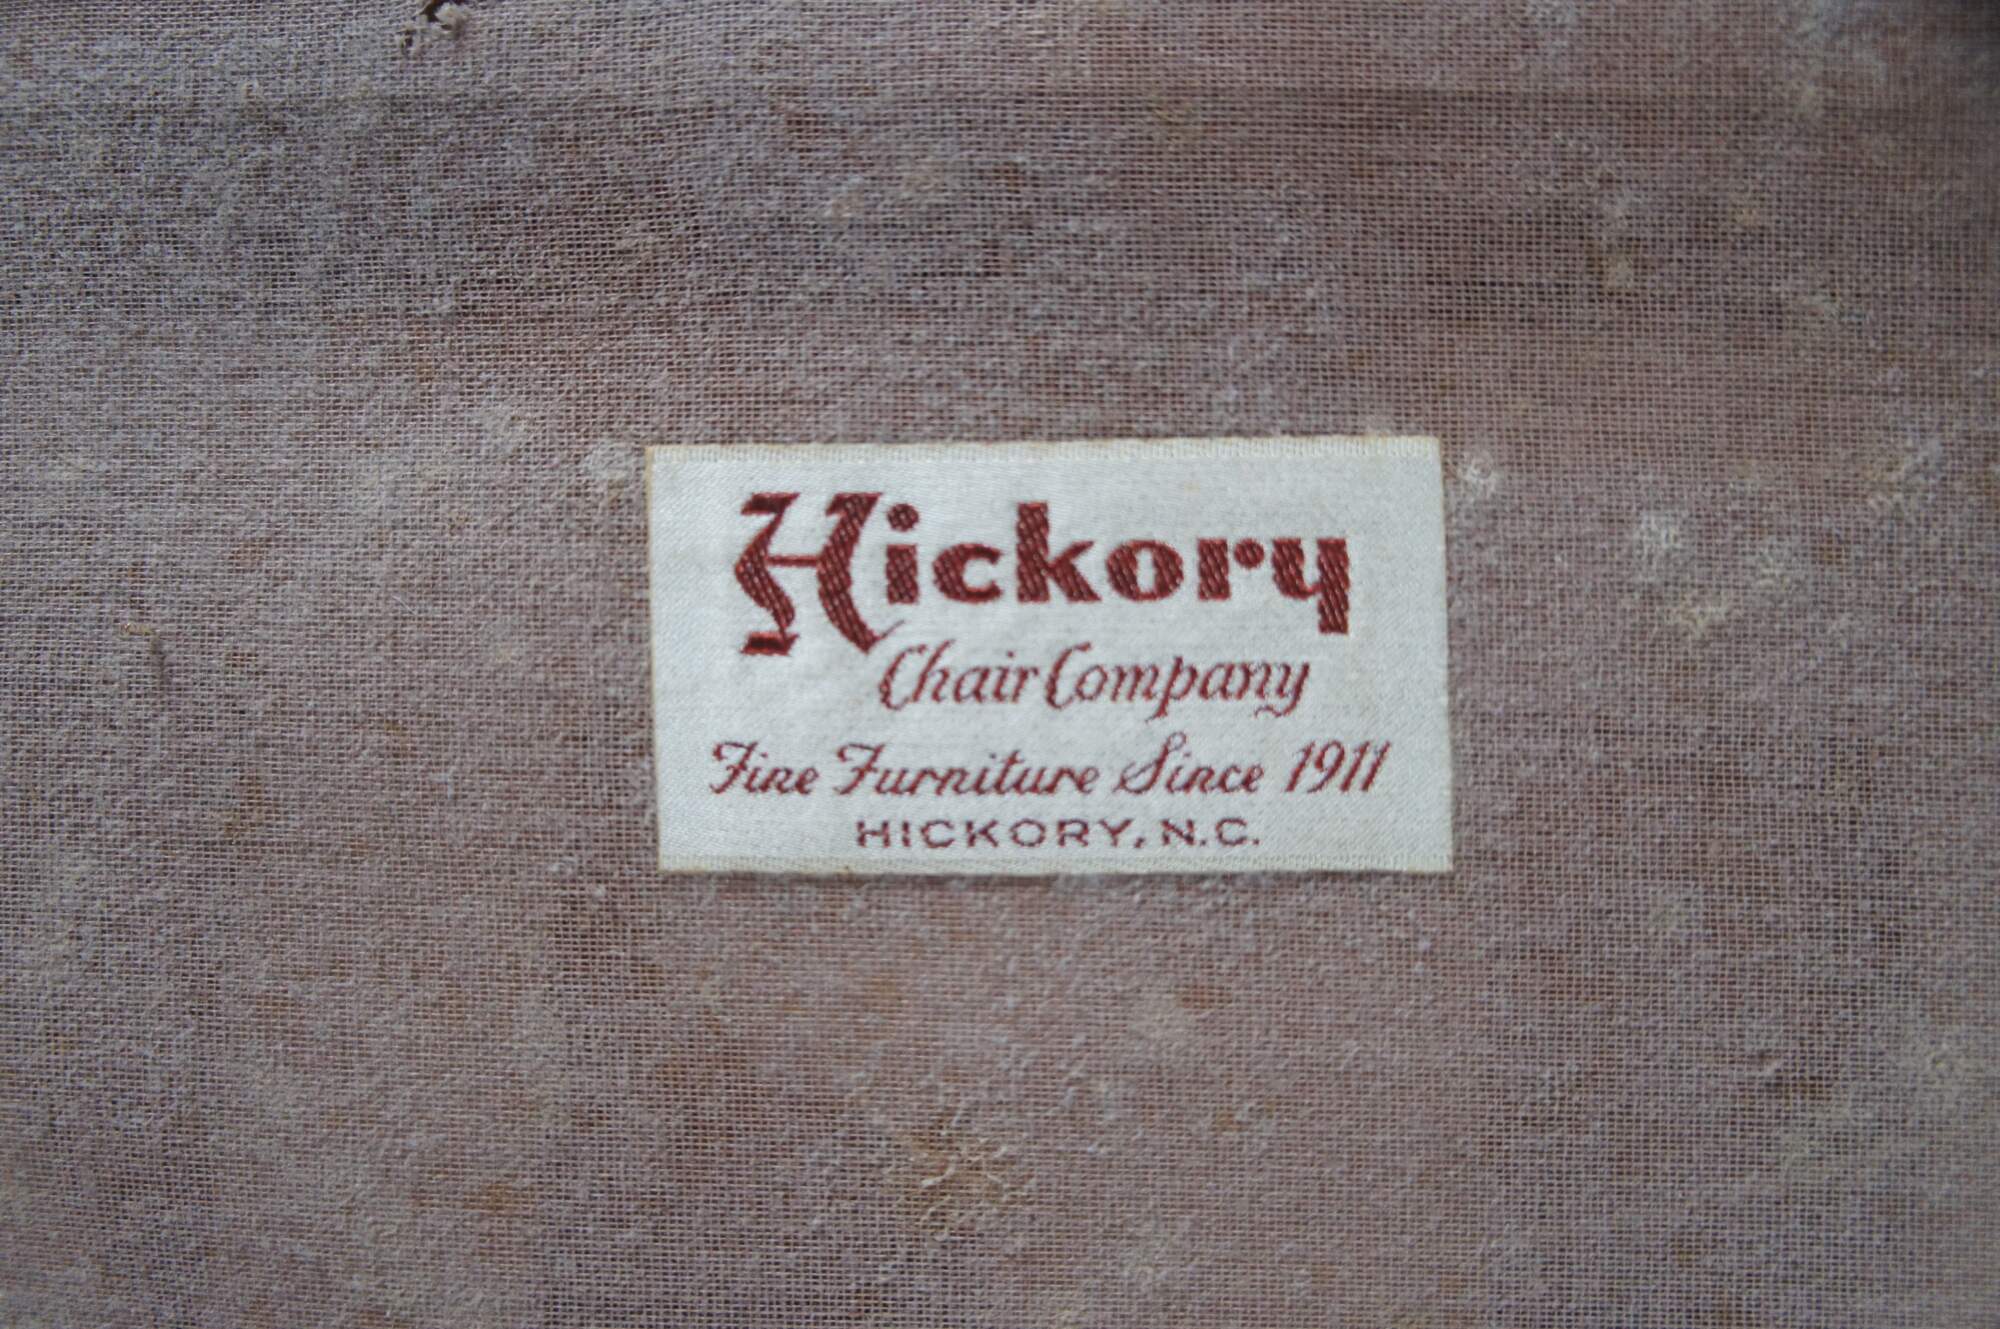 Hickory
Chair Company
Fine Furniture Since 1911
HICKORY, N.C.